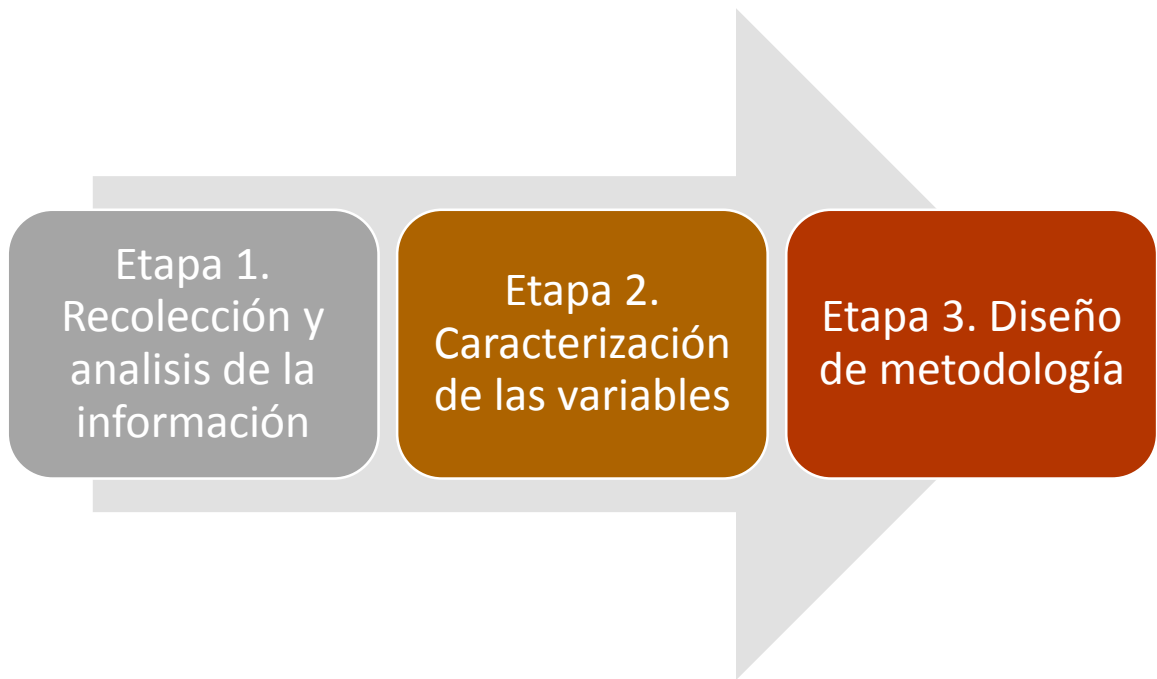 Etapa 1.
Recolección y
analisis de la
información
Etapa 2.
Caracterización
de las variables
Etapa 3. Diseño
de metodología